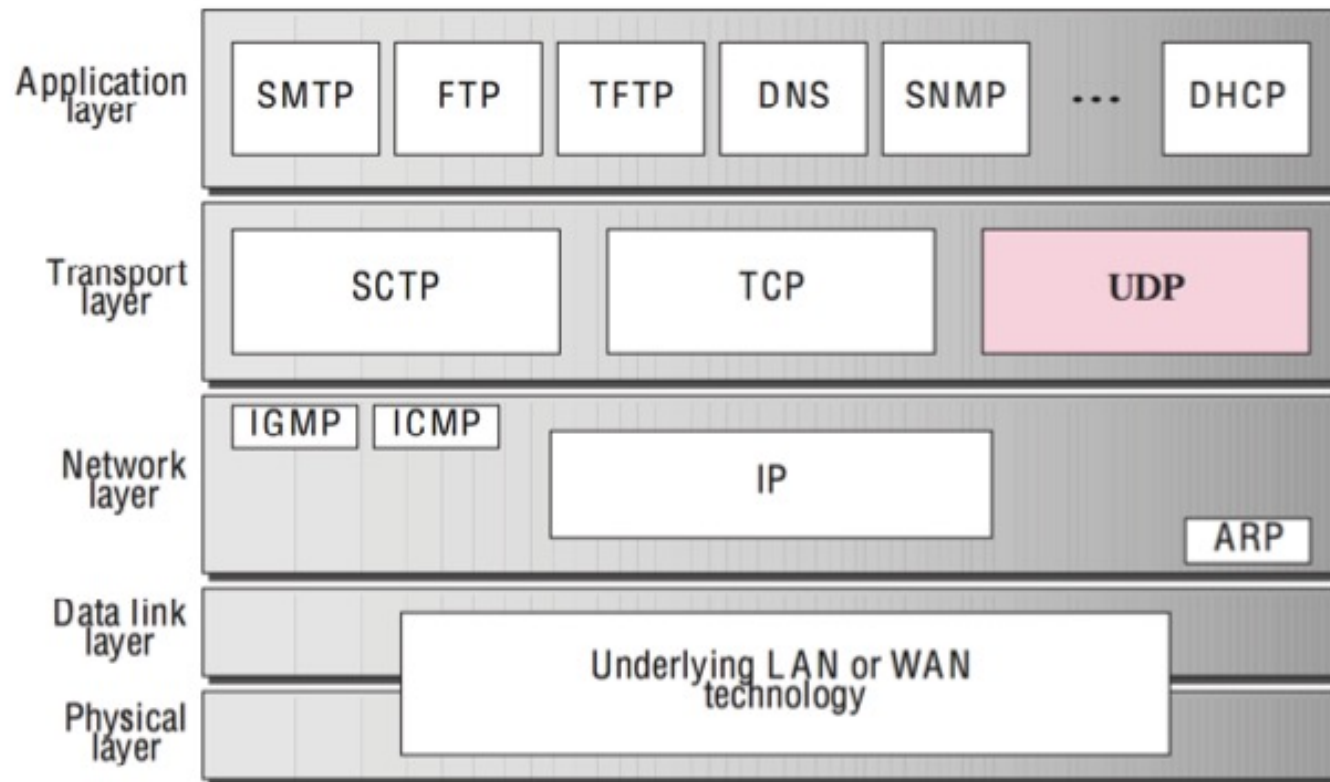 Application
layer
SMTP
FTP
TFTP
DNS
SNMP
...
DHCP
Transport
layer
SCTP
TCP
UDP
Network
layer
IGMP
ICMP
IP
ARP
Data link
layer
Underlying LAN or WAN
technology
Physical
layer